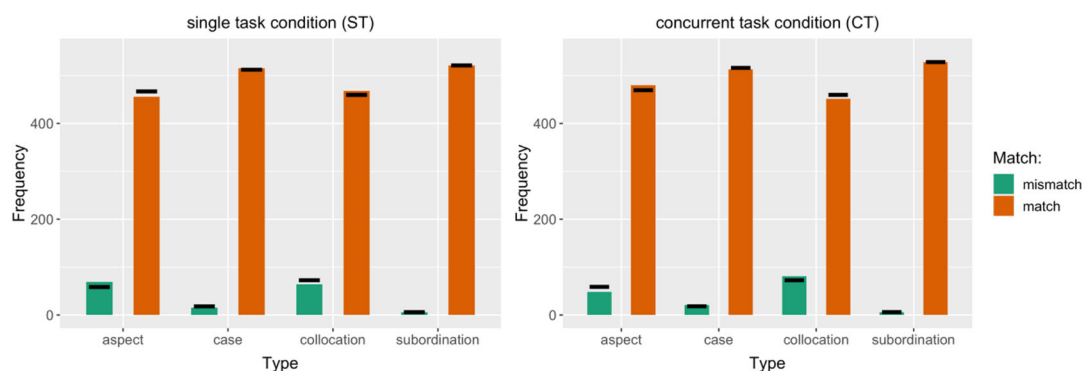 single task condition (ST)
Frequency
400
200
0
aspect
case
collocation
subordination
Type
concurrent task condition (CT)
Frequency
400
200
0
aspect
case
collocation
subordination
Type
Match:
mismatch
match